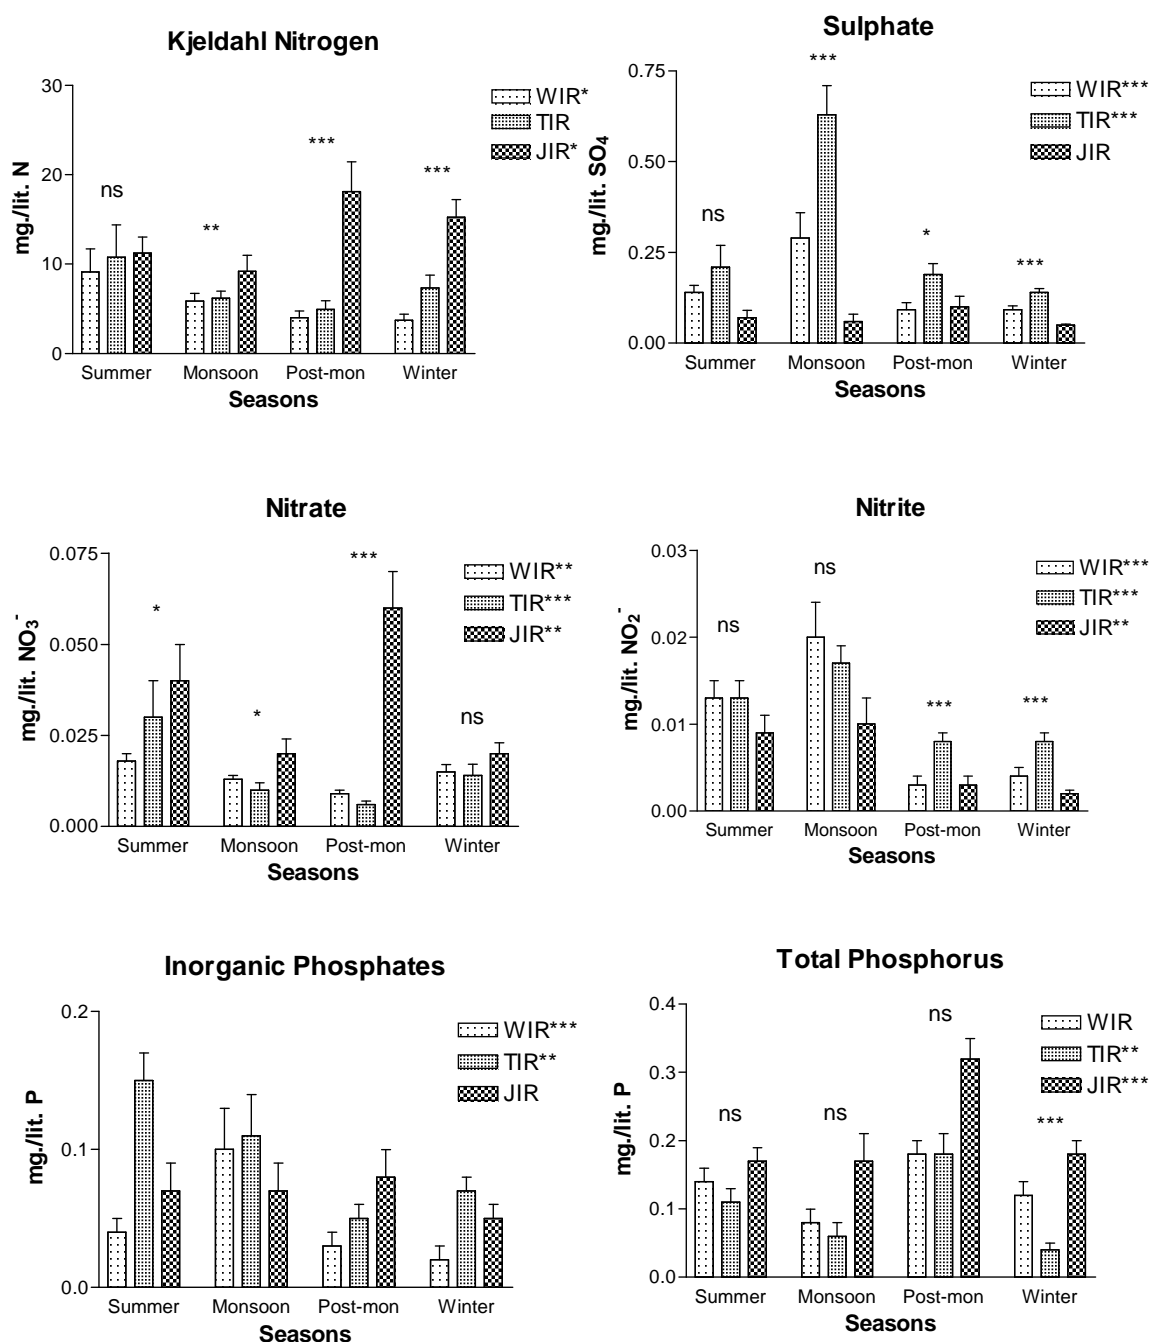 Kjeldahl Nitrogen
30
20
10
0
mg./lit. N
ns
**
***
***
WIR*
TIR
JIR*
Summer Monsoon Post-mon Winter
Seasons
Sulphate
0.75
0.50
0.25
0.00
mg./lit. SO4
ns
***
*
***
WIR***
TIR***
JIR
Summer Monsoon Post-mon Winter
Seasons
Nitrate
0.075
0.050
0.025
0.000
mg./lit. NO3-
*
*
***
ns
WIR**
TIR***
JIR**
Summer Monsoon Post-mon Winter
Seasons
Nitrite
0.03
0.02
0.01
0.00
mg./lit. NO2-
ns
ns
***
***
WIR***
TIR***
JIR**
Summer Monsoon Post-mon Winter
Seasons
Inorganic Phosphates
0.2
0.1
0.0
mg./lit. P
WIR***
TIR**
JIR
Summer Monsoon Post-mon Winter
Seasons
Total Phosphorus
0.4
0.3
0.2
0.1
0.0
mg./lit. P
ns
ns
ns
***
WIR
TIR**
JIR***
Summer Monsoon Post-mon Winter
Seasons